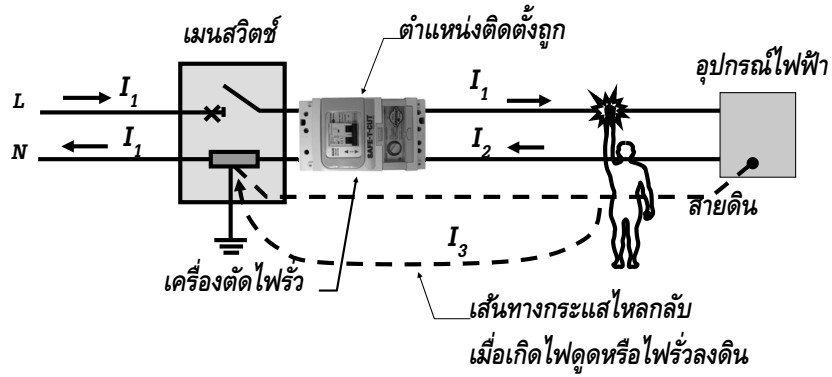 เมนสวิตช์
ตำแหน่งติดตั้งถูก
อุปกรณ์ไฟฟ้า
L I1 I1
N I1 I2
SAFE-T-CUT
สายดิน
I3
เครื่องตัดไฟรั่ว
เส้นทางกระแสไหลกลับ
เมื่อเกิดไฟดูดหรือไฟรั่วลงดิน